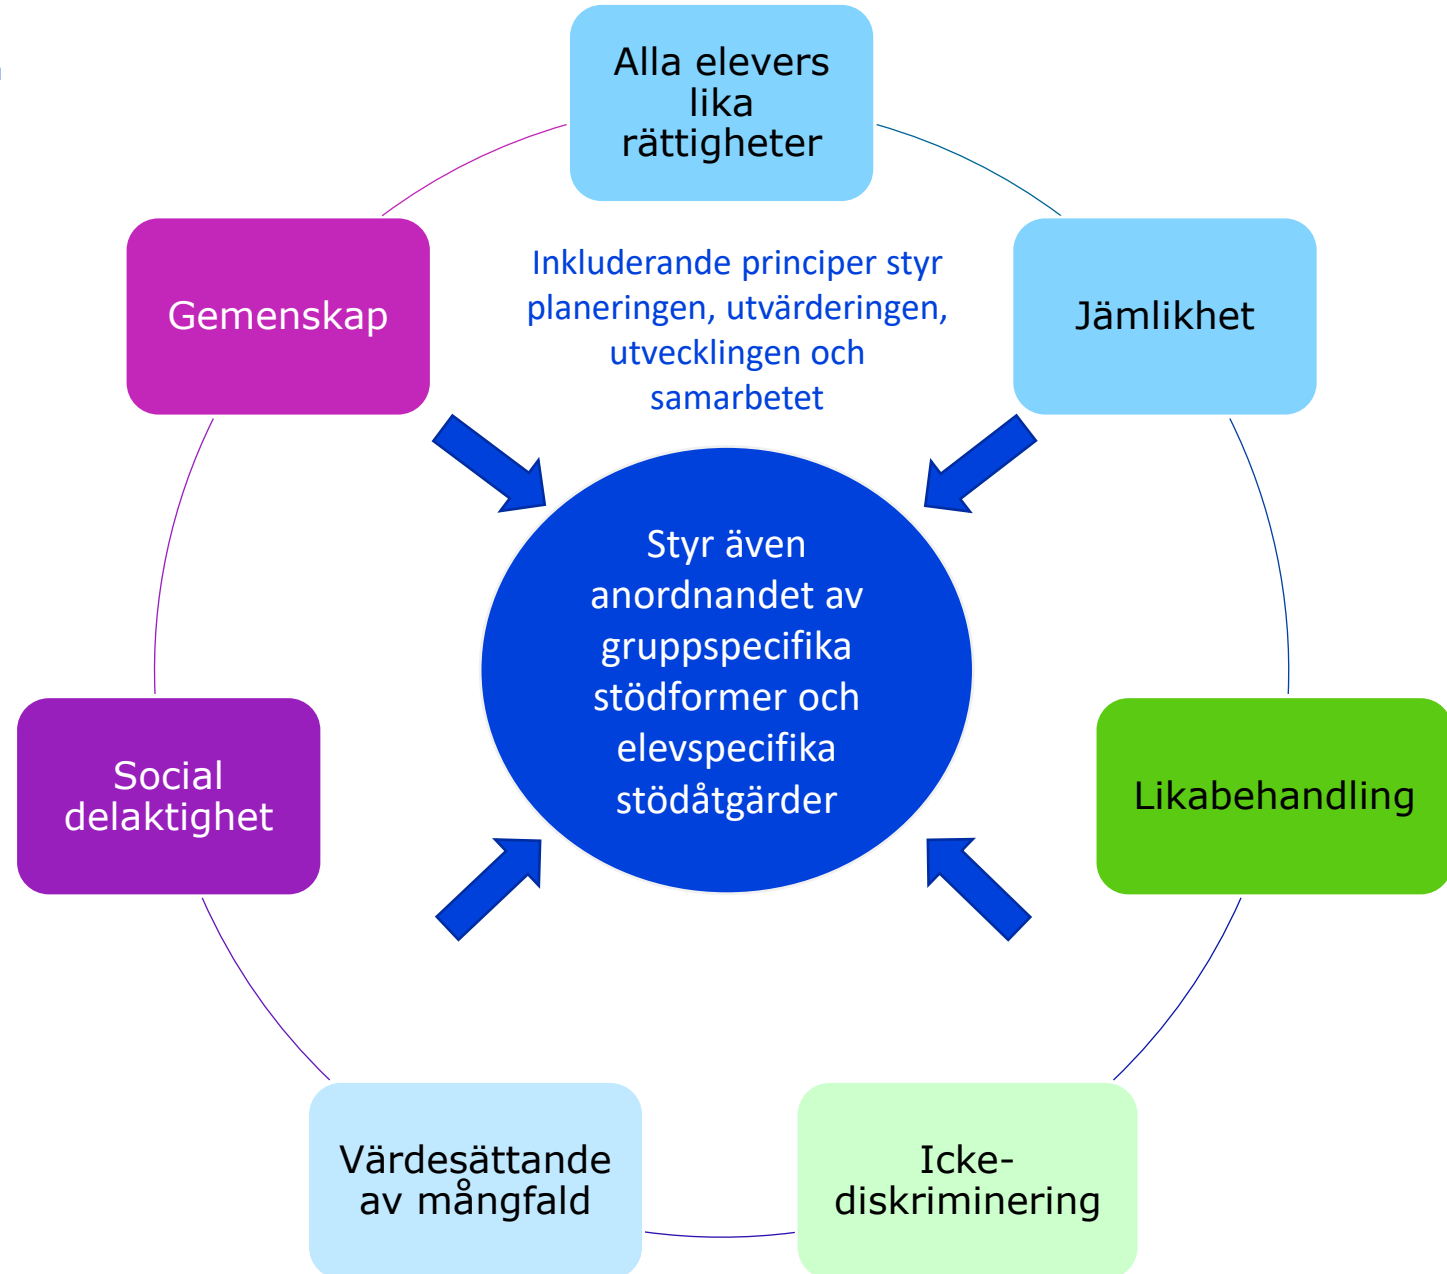 Alla elevers
lika
rättigheter
Gemenskap
Inkluderande principer styr
planeringen, utvärderingen,
utvecklingen och
samarbetet
Jämlikhet
Styr även
anordnandet av
gruppspecifika
stödformer och
elevspecifika
stödåtgärder
Social
delaktighet
Likabehandling
Värdesättande
av mångfald
Icke-
diskriminering